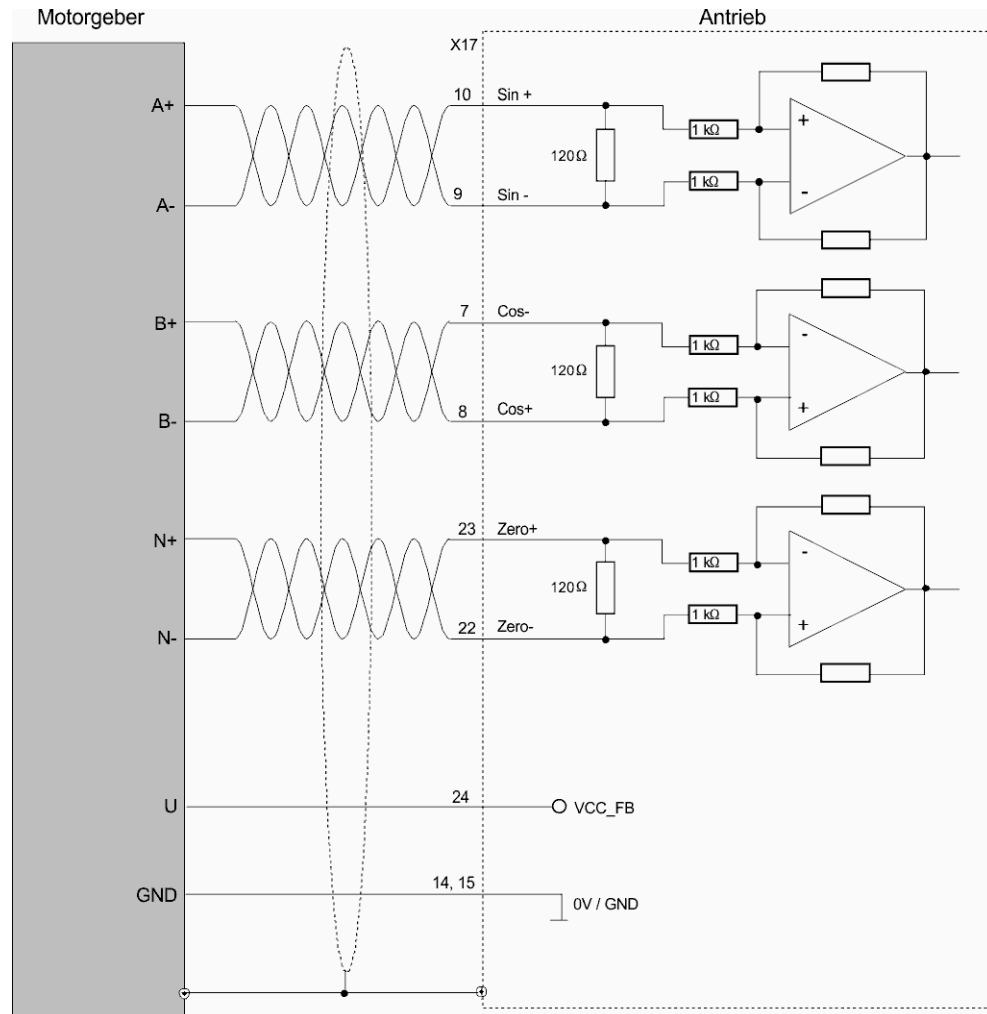 Motorgeber
Antrieb
X17
A+
10
Sin +
1 kΩ
+
120Ω
1 kΩ
-
A-
9
Sin -
B+
7
Cos-
1 kΩ
-
120Ω
1 kΩ
+
B-
8
Cos+
N+
23
Zero+
1 kΩ
-
120Ω
1 kΩ
+
N-
22
Zero-
U
24
VCC_FB
GND
14, 15
0V / GND